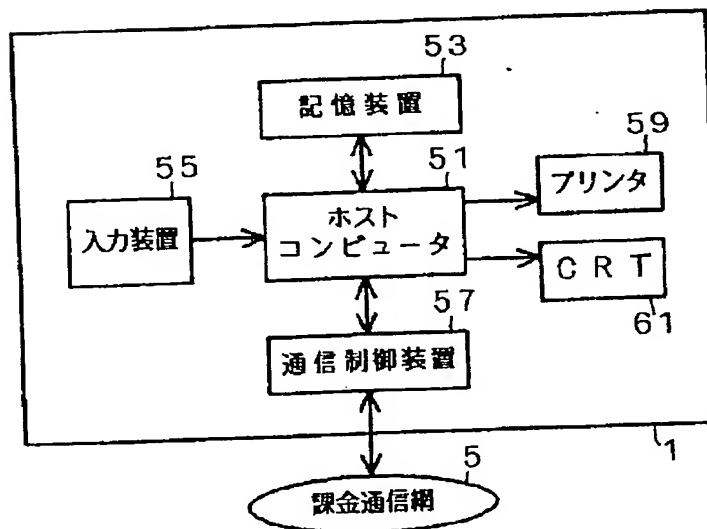 53
記憶装置
59
55
51
プリンタ
入力装置
ホスト
コンピュータ
CRT
57
61
通信制御装置
1
5
課金通信網